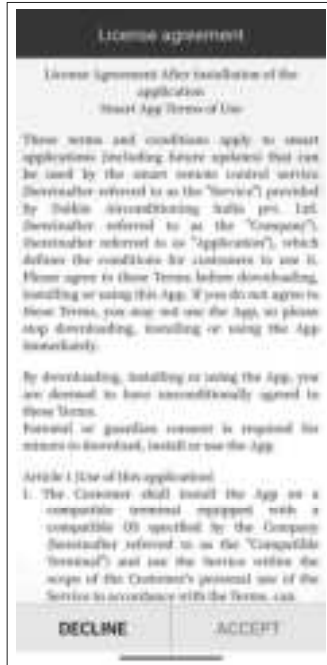 License agreement
License Agreement After Installation of the
application
Smart App Terms of Use
These terms and conditions apply to smart
applications (including future updates) that can
be used by the smart remote control service
(hereinafter referred to as the "Service") provided
by Daikin Airconditioning India pvt. Ltd.
(hereinafter referred to as the "Company").
(hereinafter referred to as "Application"), which
defines the conditions for customers to use it.
Please agree to these Terms before downloading,
installing or using this App. If you do not agree to
these Terms, you may not use the App, so please
stop downloading, installing or using the App
immediately.
By downloading, installing or using the App, you
are deemed to have unconditionally agreed to
these Terms.
Parental or guardian consent is required for
minors to download, install or use the App
Article 1 (Use of this application)
1. The Customer shall install the App on a
compatible terminal equipped with a
compatible OS specified by the Company
(hereinafter referred to as the "Compatible
Terminal") and use the Service within the
scope of the Customer's personal use of the
Service in accordance with the Terms. can
DECLINE
ACCEPT